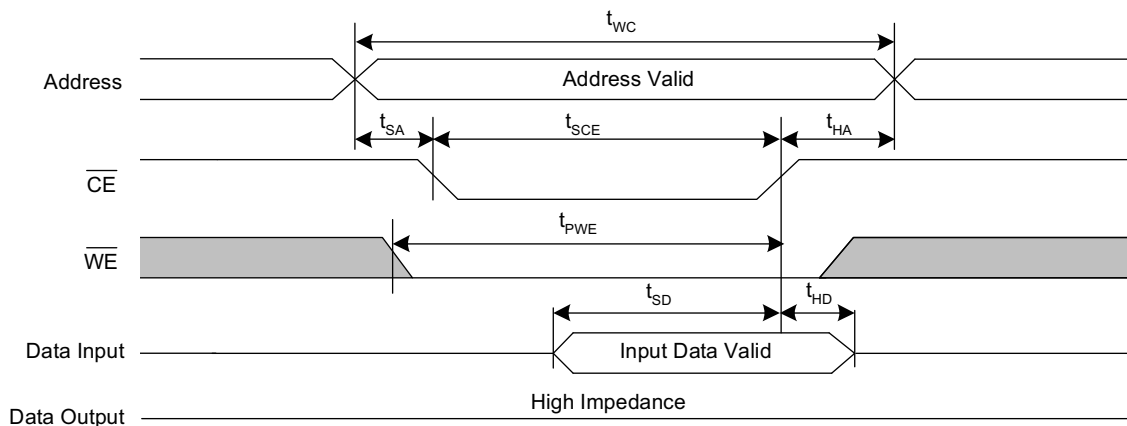 tWC
Address
Address Valid
tSA
tSCE
tHA
CE
tPWE
WE
tSD
tHD
Data Input
Input Data Valid
High Impedance
Data Output